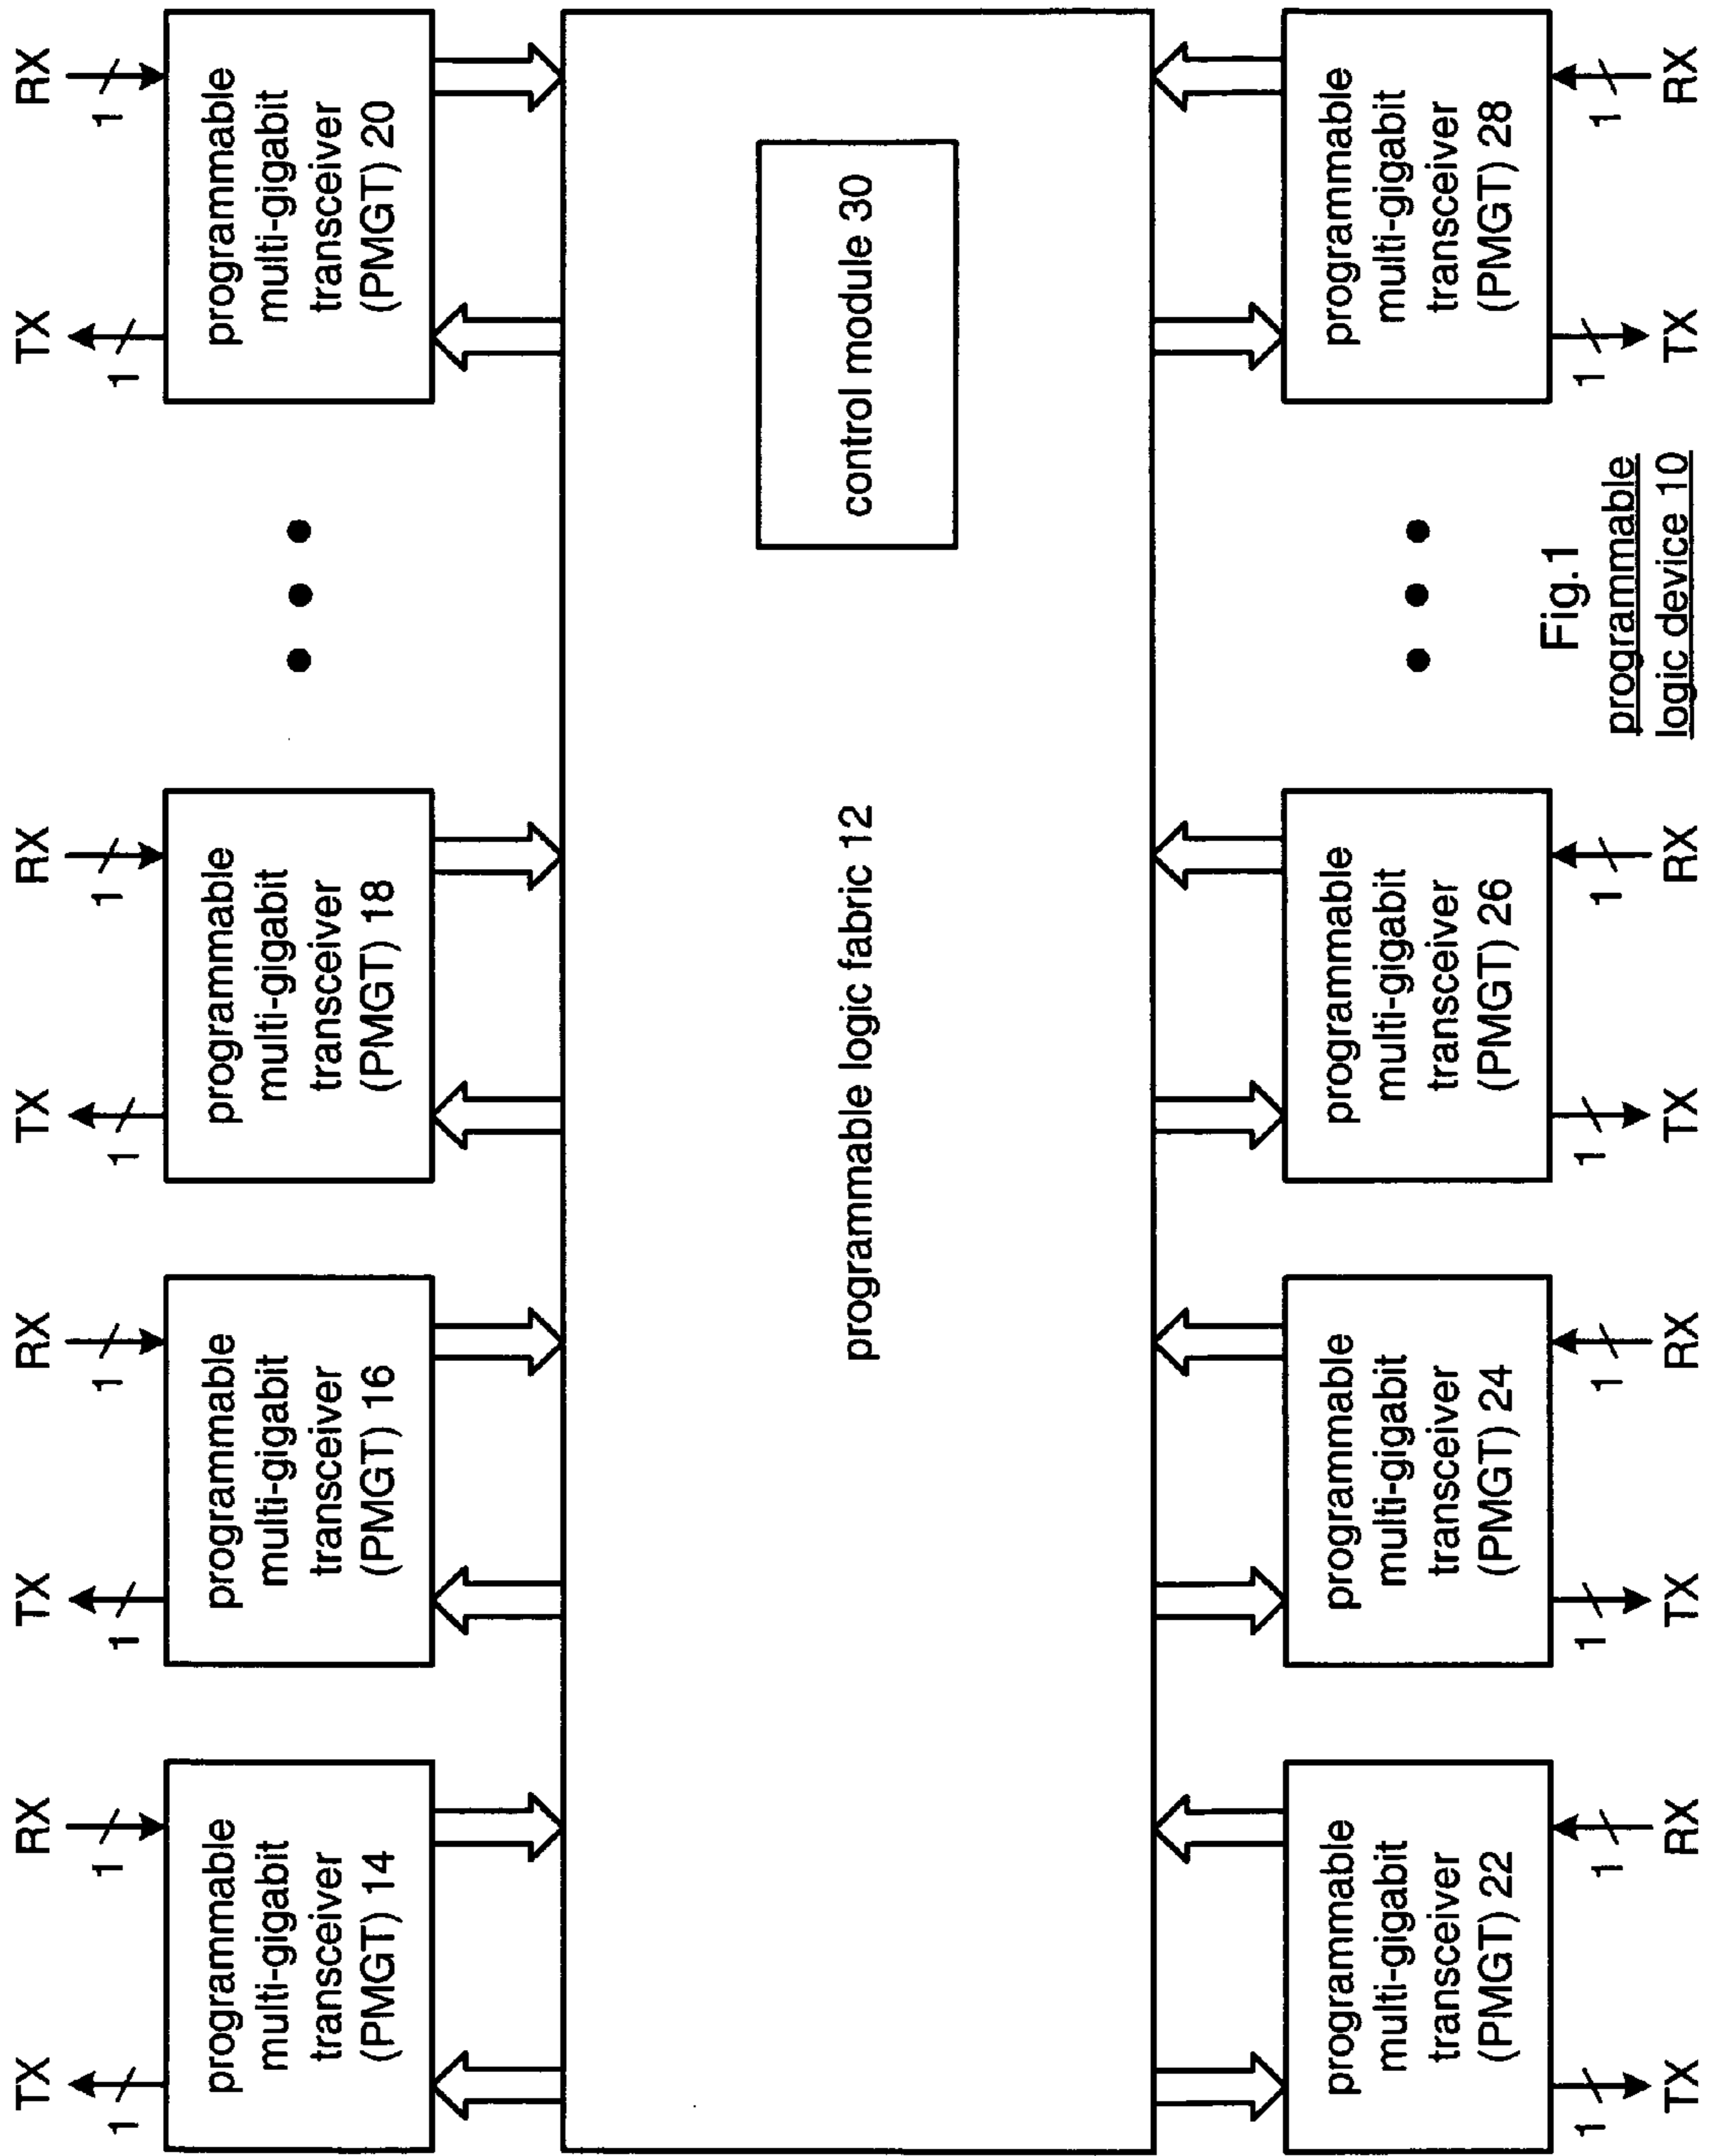 TX RX TX RX TX RX TX RX
1 1 1 1 1 1 1 1
programmable
multi-gigabit
transceiver
(PMGT) 14
programmable
multi-gigabit
transceiver
(PMGT) 16
programmable
multi-gigabit
transceiver
(PMGT) 18
programmable
multi-gigabit
transceiver
(PMGT) 20
programmable logic fabric 12
control module 30
programmable
multi-gigabit
transceiver
(PMGT) 22
programmable
multi-gigabit
transceiver
(PMGT) 24
programmable
multi-gigabit
transceiver
(PMGT) 26
programmable
multi-gigabit
transceiver
(PMGT) 28
1 1 1 1 1 1 1 1
TX RX TX RX TX RX TX RX
Fig.1
programmable
logic device 10